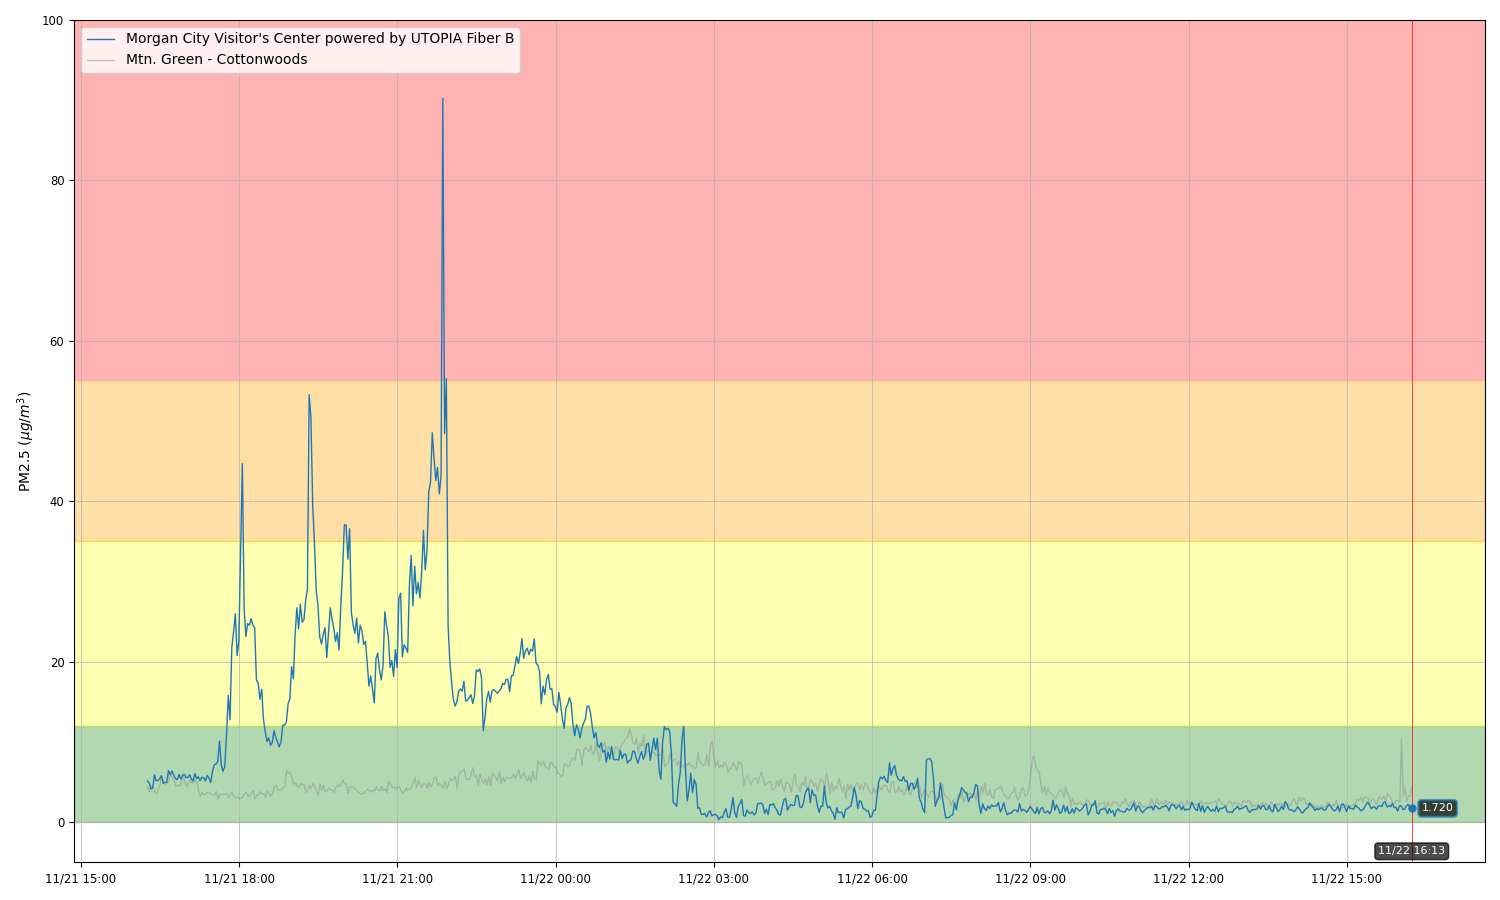 100
Morgan City Visitor's Center powered by UTOPIA Fiber B
Mtn. Green - Cottonwoods
80
60
40
20
0
PM2.5 (μg/m³)
1.720
11/22 16:13
11/21 15:00 11/21 18:00 11/21 21:00 11/22 00:00 11/22 03:00 11/22 06:00 11/22 09:00 11/22 12:00 11/22 15:00